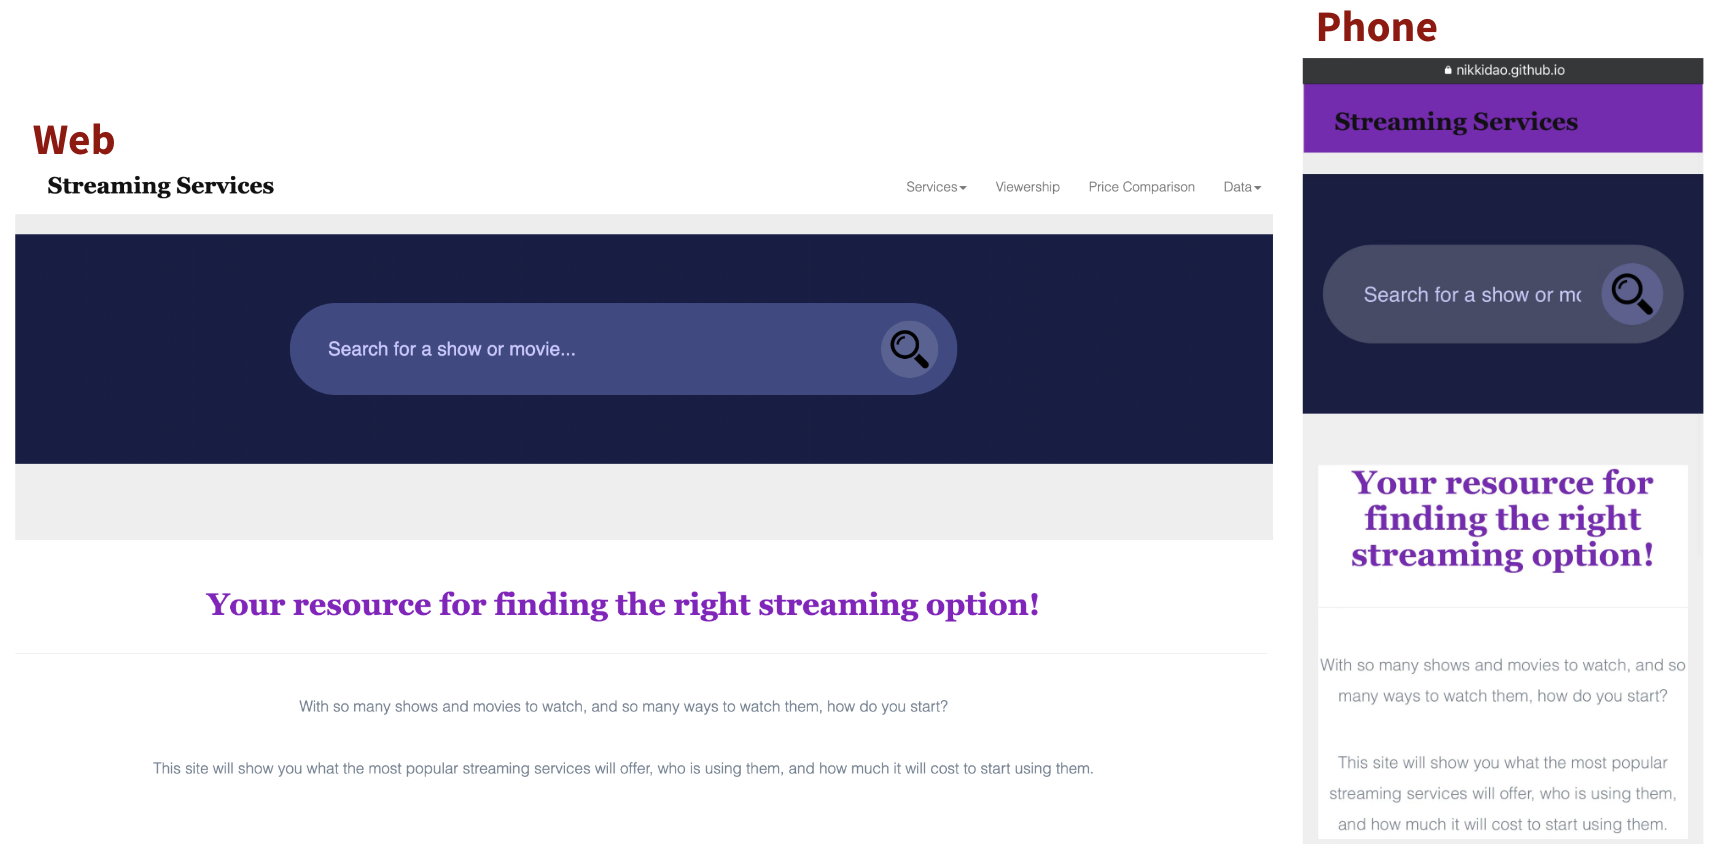 Web
Streaming Services
Services
Viewership
Price Comparison
Data
Search for a show or movie...
Your resource for finding the right streaming option!
With so many shows and movies to watch, and so many ways to watch them, how do you start?
This site will show you what the most popular streaming services will offer, who is using them, and how much it will cost to start using them.
Phone
nikkidao.github.io
Streaming Services
Search for a show or mo
Your resource for
finding the right
streaming option!
With so many shows and movies to watch, and so
many ways to watch them, how do you start?
This site will show you what the most popular
streaming services will offer, who is using them,
and how much it will cost to start using them.